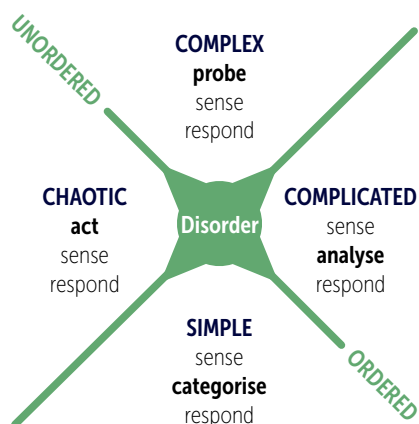 UNORDERED
COMPLEX
probe
sense
respond
CHAOTIC
act
sense
respond
Disorder
COMPLICATED
sense
analyse
respond
SIMPLE
sense
categorise
respond
ORDERED